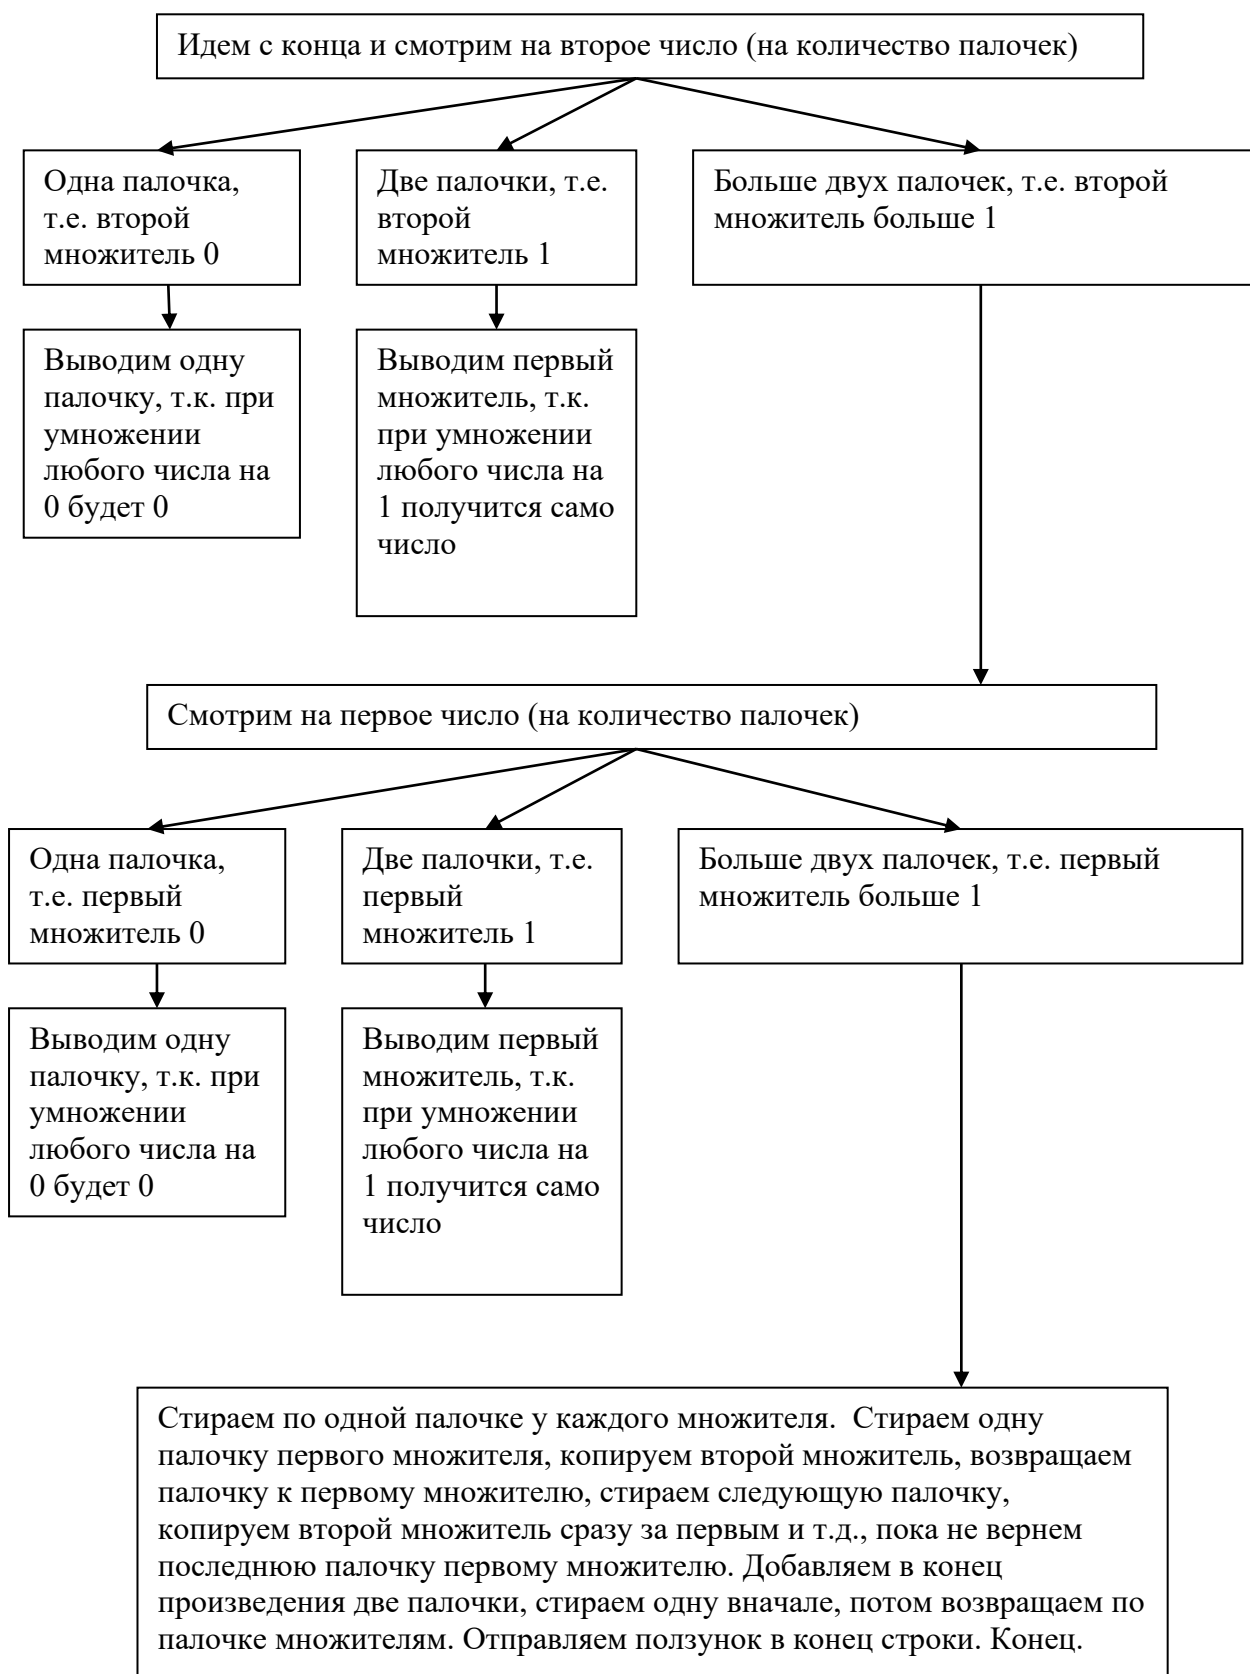 Идем с конца и смотрим на второе число (на количество палочек)
Одна палочка,
т.е. второй
множитель 0
Две палочки, т.е.
второй
множитель 1
Больше двух палочек, т.е. второй
множитель больше 1
Выводим одну
палочку, т.к. при
умножении
любого числа на
0 будет 0
Выводим первый
множитель, т.к.
при умножении
любого числа на
1 получится само
число
Смотрим на первое число (на количество палочек)
Одна палочка,
т.е. первый
множитель 0
Две палочки, т.е.
первый
множитель 1
Больше двух палочек, т.е. первый
множитель больше 1
Выводим одну
палочку, т.к. при
умножении
любого числа на
0 будет 0
Выводим первый
множитель, т.к.
при умножении
любого числа на
1 получится само
число
Стираем по одной палочке у каждого множителя.  Стираем одну
палочку первого множителя, копируем второй множитель, возвращаем
палочку к первому множителю, стираем следующую палочку,
копируем второй множитель сразу за первым и т.д., пока не вернем
последнюю палочку первому множителю. Добавляем в конец
произведения две палочки, стираем одну вначале, потом возвращаем по
палочке множителям. Отправляем ползунок в конец строки. Конец.